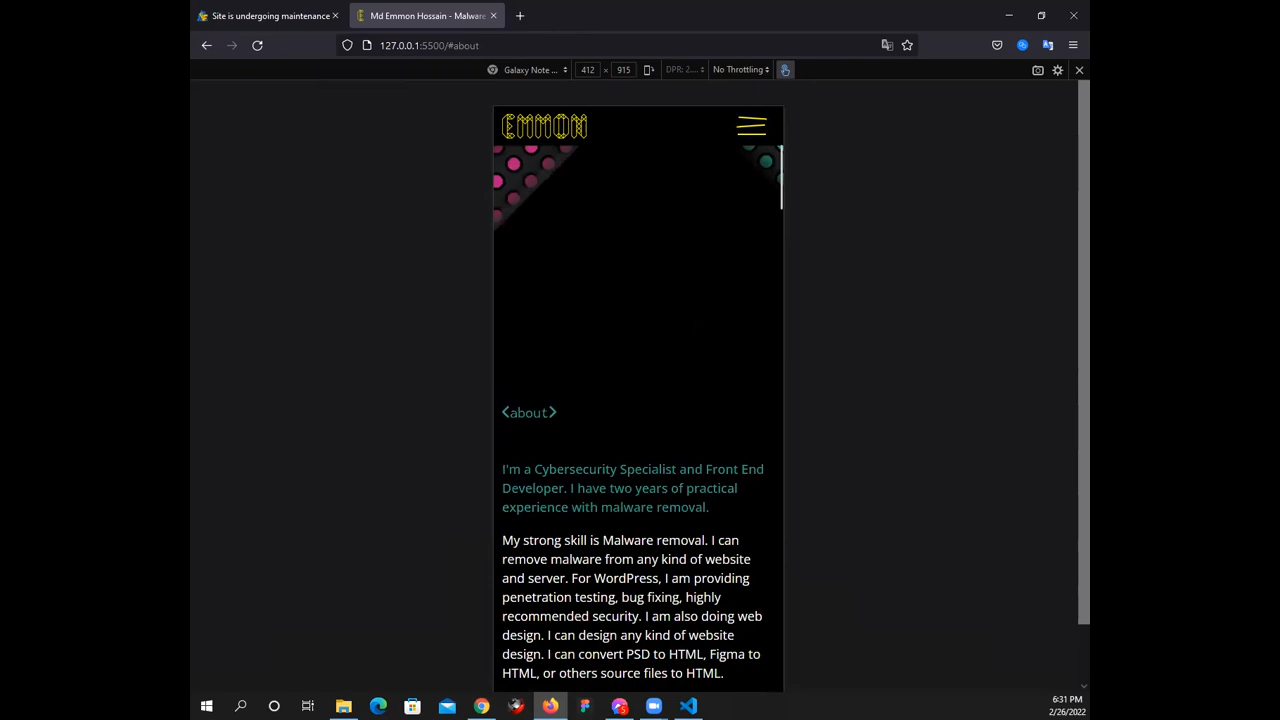 Site is undergoing maintenance
Md Emmon Hossain - Malware
127.0.0.1:5500/#about
Galaxy Note ...
412 × 915
DPR: 2...
No Throttling
EMMON
<about>
I'm a Cybersecurity Specialist and Front End
Developer. I have two years of practical
experience with malware removal.
My strong skill is Malware removal. I can
remove malware from any kind of website
and server. For WordPress, I am providing
penetration testing, bug fixing, highly
recommended security. I am also doing web
design. I can design any kind of website
design. I can convert PSD to HTML, Figma to
HTML, or others source files to HTML.
6:31 PM
2/26/2022